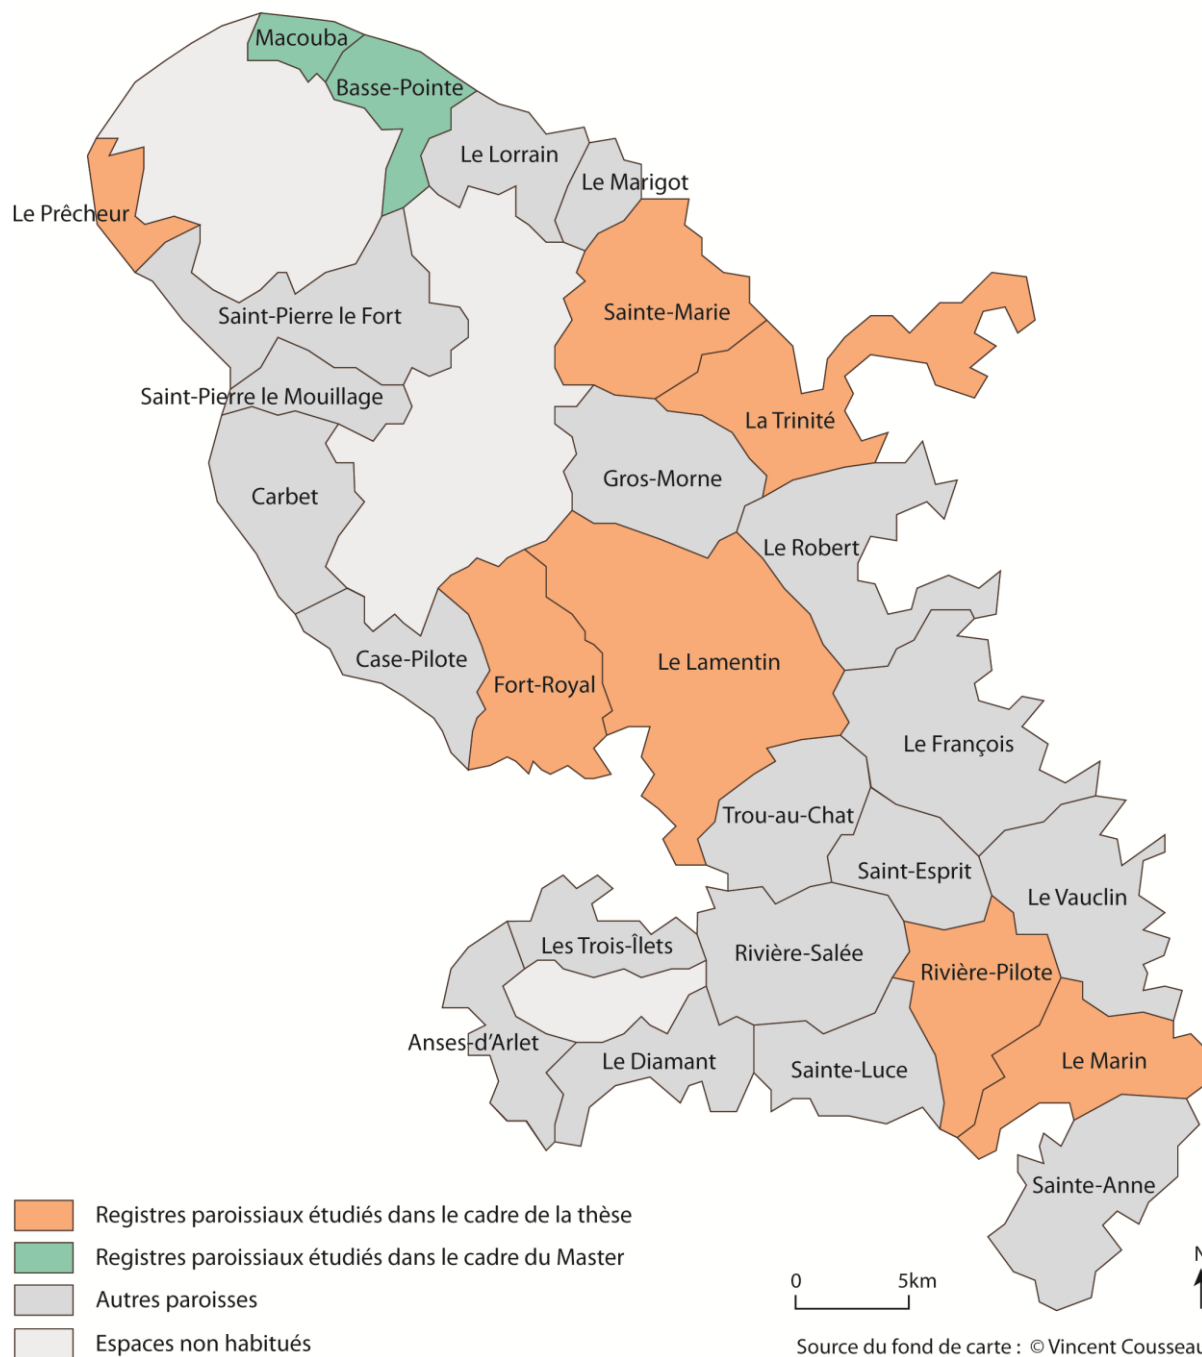 Macouba
Basse-Pointe
Le Lorrain
Le Marigot
Le Prêcheur
Saint-Pierre le Fort
Sainte-Marie
Saint-Pierre le Mouillage
La Trinité
Carbet
Gros-Morne
Le Robert
Case-Pilote
Fort-Royal
Le Lamentin
Le François
Trou-au-Chat
Saint-Esprit
Le Vauclin
Les Trois-Îlets
Rivière-Salée
Rivière-Pilote
Anses-d’Arlet
Le Diamant
Sainte-Luce
Le Marin
Sainte-Anne
Registres paroissiaux étudiés dans le cadre de la thèse
Registres paroissiaux étudiés dans le cadre du Master
Autres paroisses
Espaces non habitués
0 5km
N
Source du fond de carte : © Vincent Cousseau